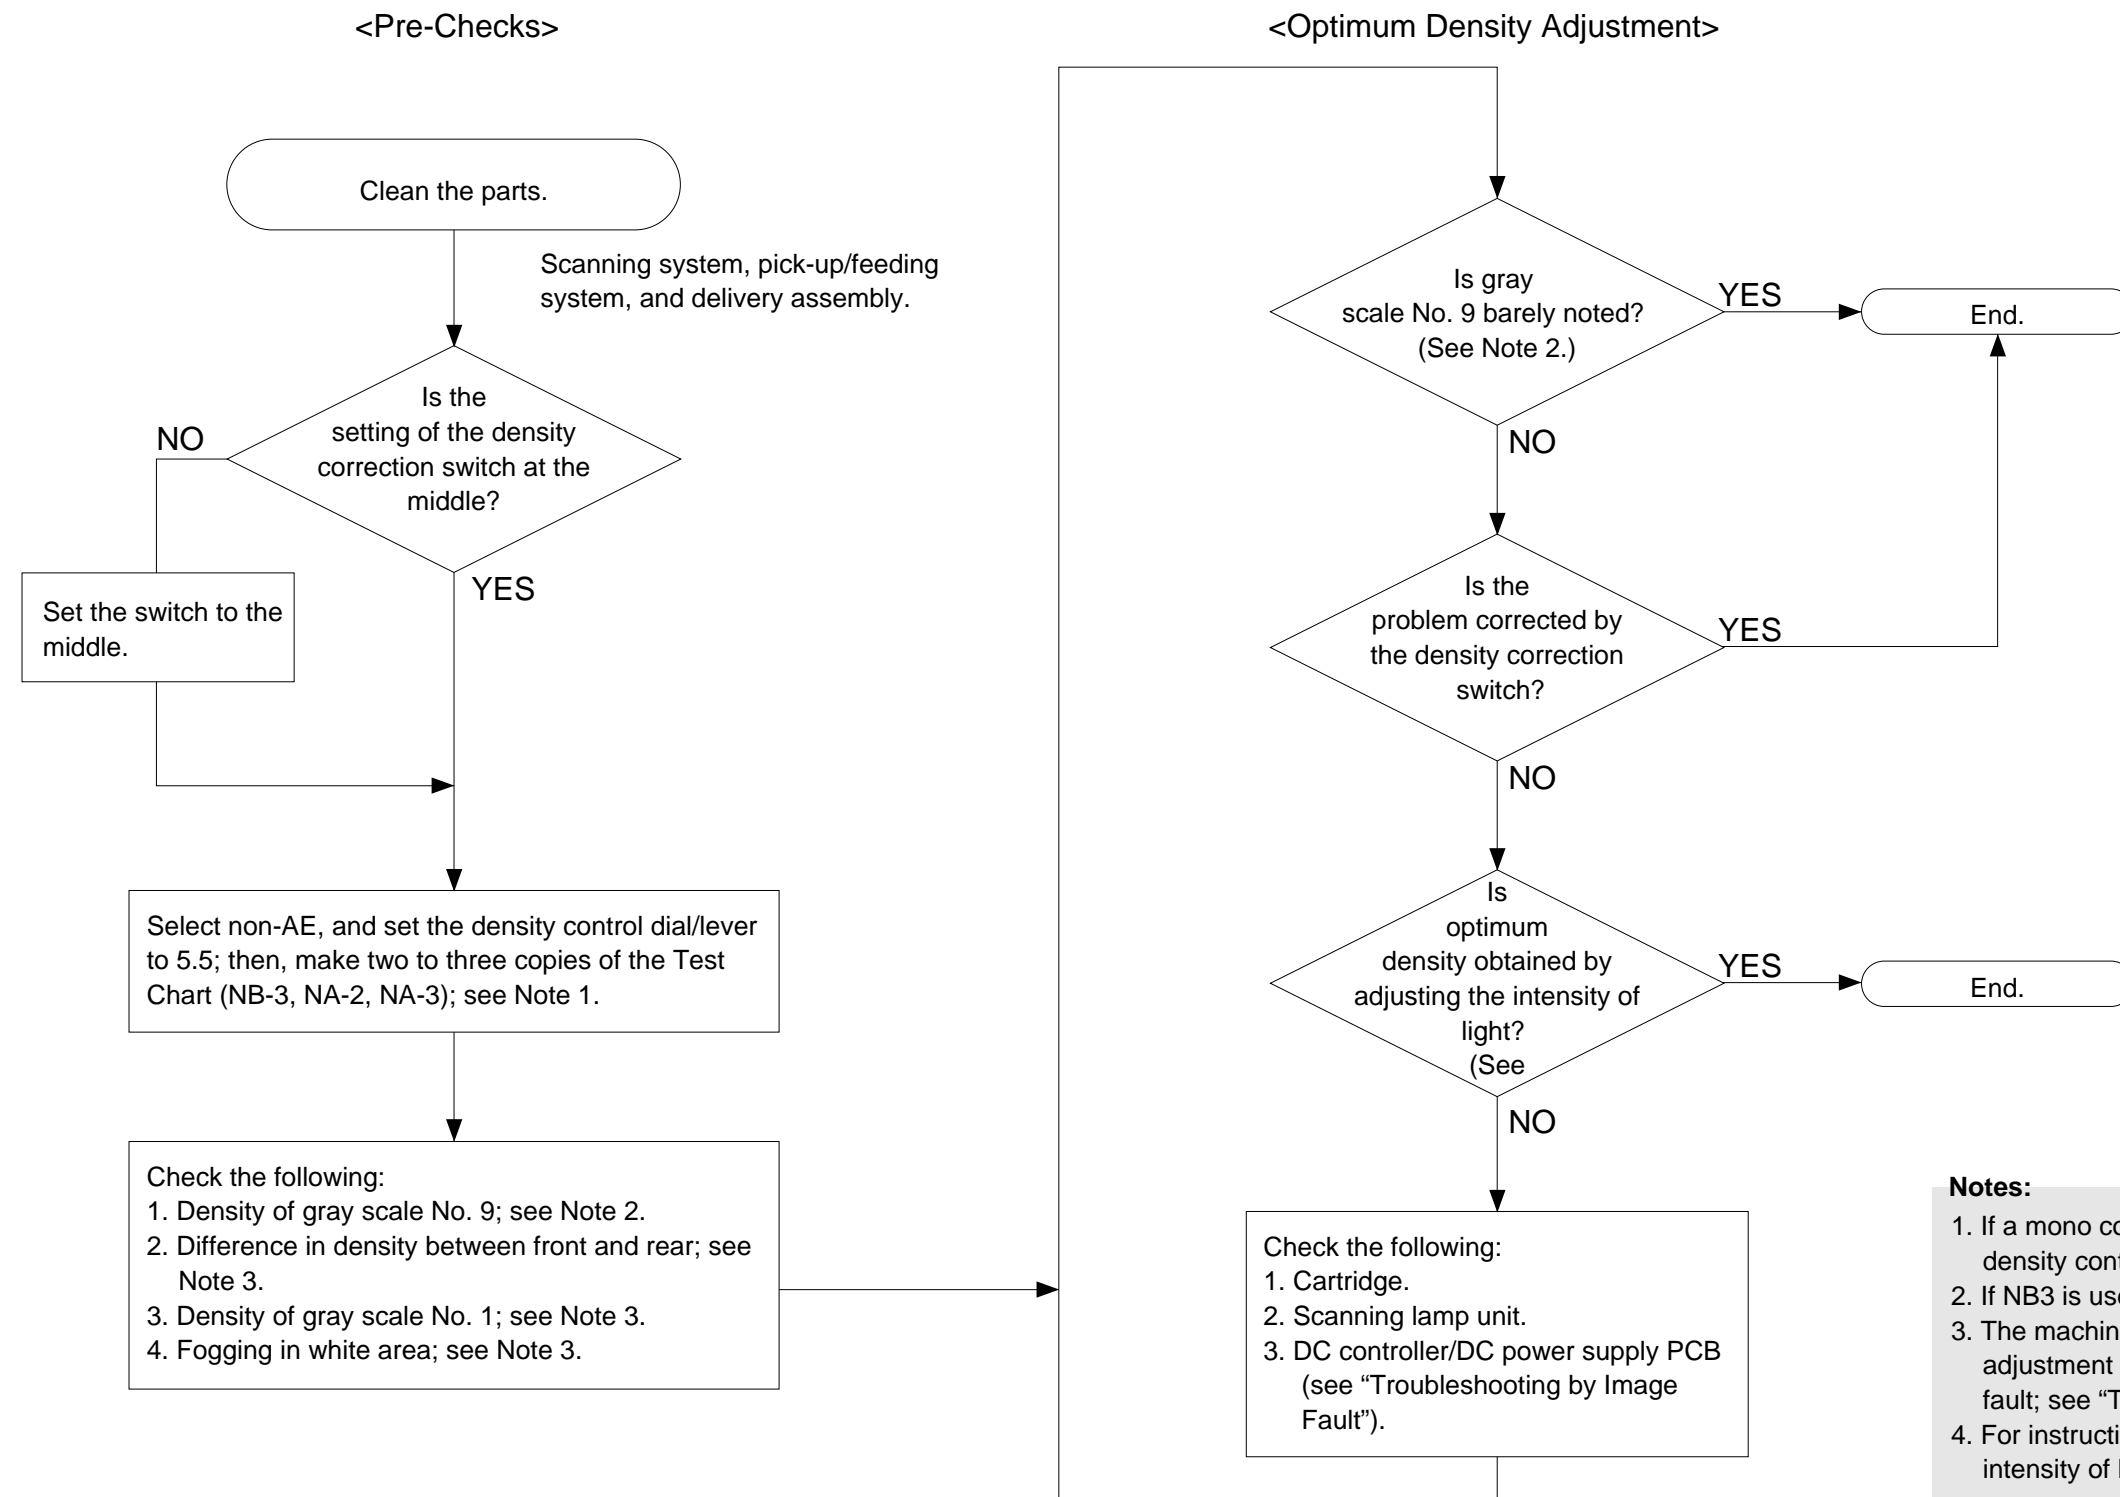 <Pre-Checks>
Clean the parts.
Scanning system, pick-up/feeding
system, and delivery assembly.
Is the
setting of the density
correction switch at the
middle?
NO
YES
Set the switch to the
middle.
Select non-AE, and set the density control dial/lever
to 5.5; then, make two to three copies of the Test
Chart (NB-3, NA-2, NA-3); see Note 1.
Check the following:
1. Density of gray scale No. 9; see Note 2.
2. Difference in density between front and rear; see
Note 3.
3. Density of gray scale No. 1; see Note 3.
4. Fogging in white area; see Note 3.
<Optimum Density Adjustment>
Is gray
scale No. 9 barely noted?
(See Note 2.)
YES
End.
NO
Is the
problem corrected by
the density correction
switch?
YES
NO
Is
optimum
density obtained by
adjusting the intensity of
light?
(See
YES
End.
NO
Check the following:
1. Cartridge.
2. Scanning lamp unit.
3. DC controller/DC power supply PCB
(see “Troubleshooting by Image
Fault”).
Notes:
1. If a mono
density
2. If NB3 is
3. The
adjustment
fault; see
4. For
intensity of